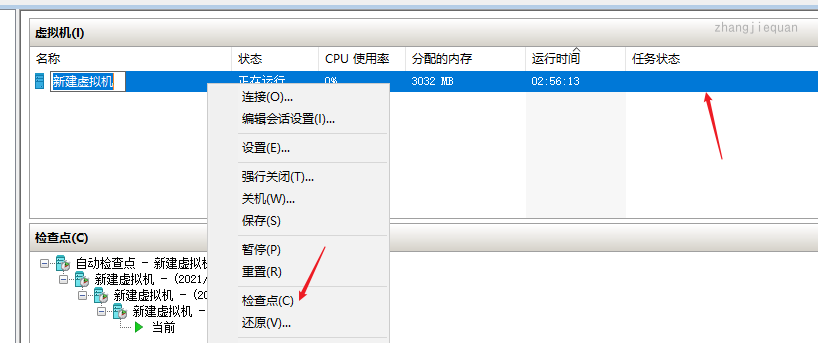 虚拟机(I)
zhangjiequan
名称 状态 CPU 使用率 分配的内存 运行时间 任务状态
新建虚拟机 正在运行 0% 3032 MB 02:56:13
连接(O)...
编辑会话设置(I)...
设置(E)...
强行关闭(T)...
关机(W)...
保存(S)
暂停(P)
重置(R)
检查点(C)
还原(V)...
检查点(C)
自动检查点 - 新建虚拟机
新建虚拟机 - (2021/
新建虚拟机 - (20
新建虚拟机 -
当前